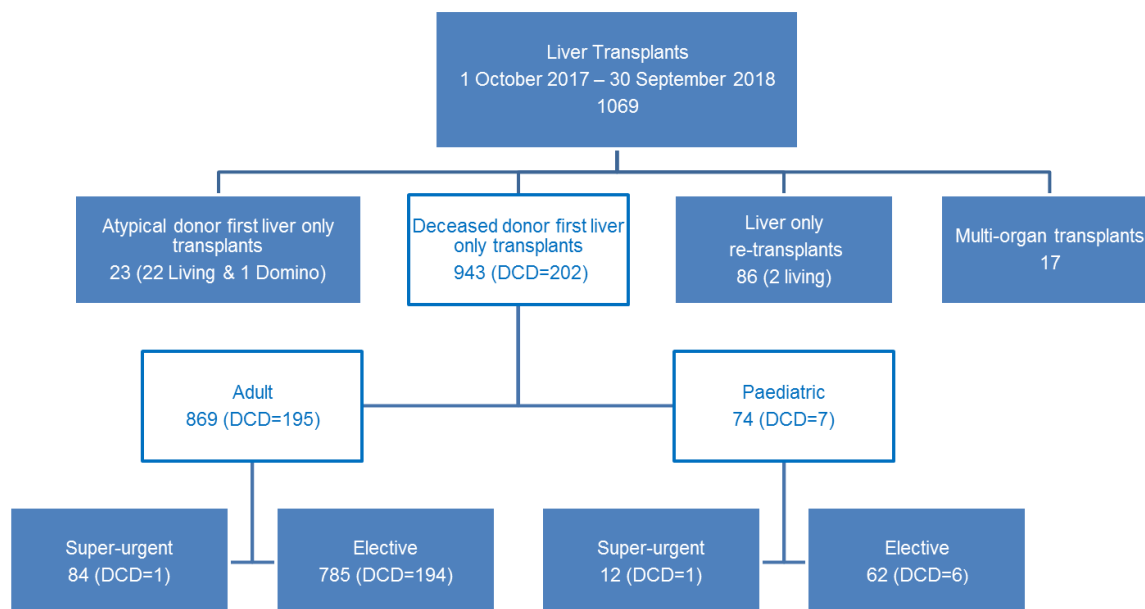 Liver Transplants
1 October 2017 – 30 September 2018
1069
Atypical donor first liver only
transplants
23 (22 Living & 1 Domino)
Deceased donor first liver
only transplants
943 (DCD=202)
Liver only
re-transplants
86 (2 living)
Multi-organ transplants
17
Adult
869 (DCD=195)
Paediatric
74 (DCD=7)
Super-urgent
84 (DCD=1)
Elective
785 (DCD=194)
Super-urgent
12 (DCD=1)
Elective
62 (DCD=6)